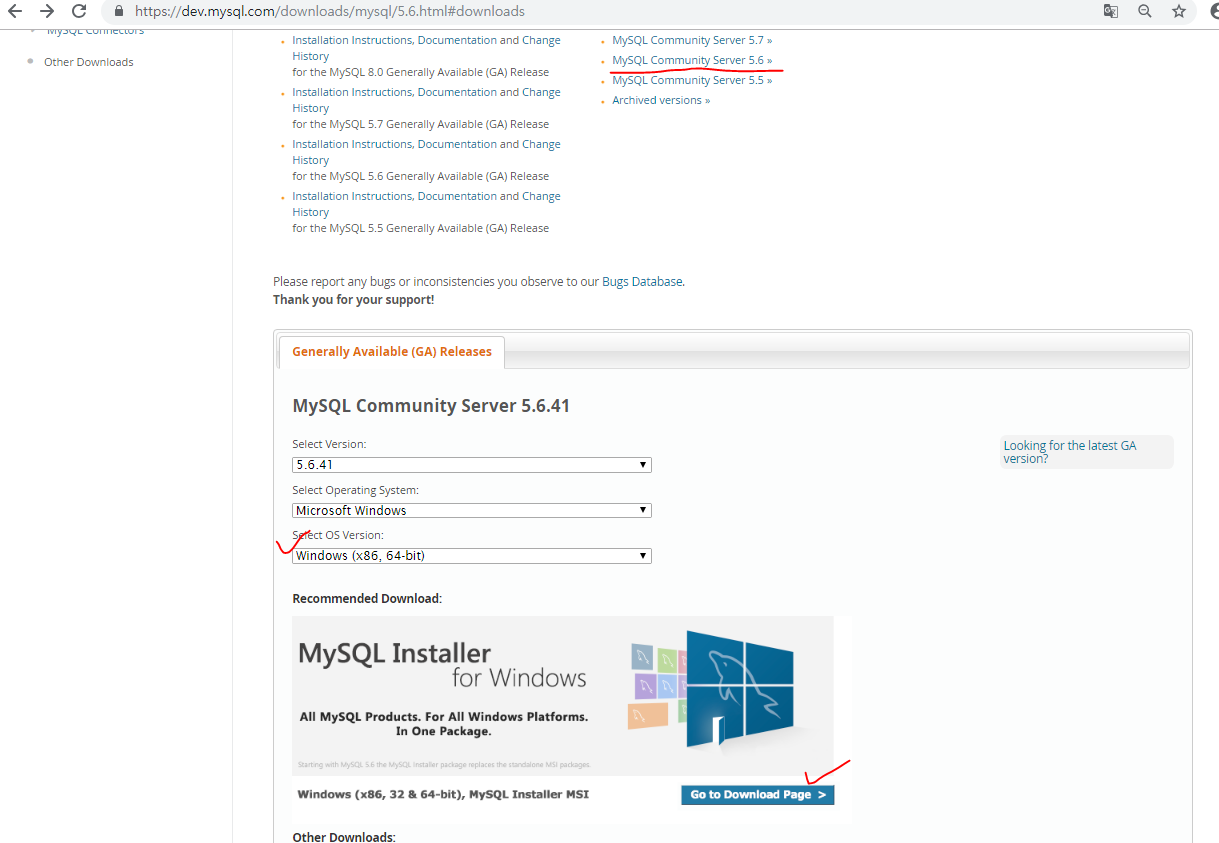 https://dev.mysql.com/downloads/mysql/5.6.html#downloads
MySQL Connectors
Other Downloads
Installation Instructions, Documentation and Change
History
for the MySQL 8.0 Generally Available (GA) Release
Installation Instructions, Documentation and Change
History
for the MySQL 5.7 Generally Available (GA) Release
Installation Instructions, Documentation and Change
History
for the MySQL 5.6 Generally Available (GA) Release
Installation Instructions, Documentation and Change
History
for the MySQL 5.5 Generally Available (GA) Release
MySQL Community Server 5.7 »
MySQL Community Server 5.6 »
MySQL Community Server 5.5 »
Archived versions »
Please report any bugs or inconsistencies you observe to our Bugs Database.
Thank you for your support!
Generally Available (GA) Releases
MySQL Community Server 5.6.41
Select Version:
5.6.41
Looking for the latest GA
version?
Select Operating System:
Microsoft Windows
Select OS Version:
Windows (x86, 64-bit)
Recommended Download:
MySQL Installer
for Windows
All MySQL Products. For All Windows Platforms.
In One Package.
Starting with MySQL 5.6 the MySQL Installer package replaces the standalone MSI packages.
Windows (x86, 32 & 64-bit), MySQL Installer MSI
Go to Download Page >
Other Downloads: